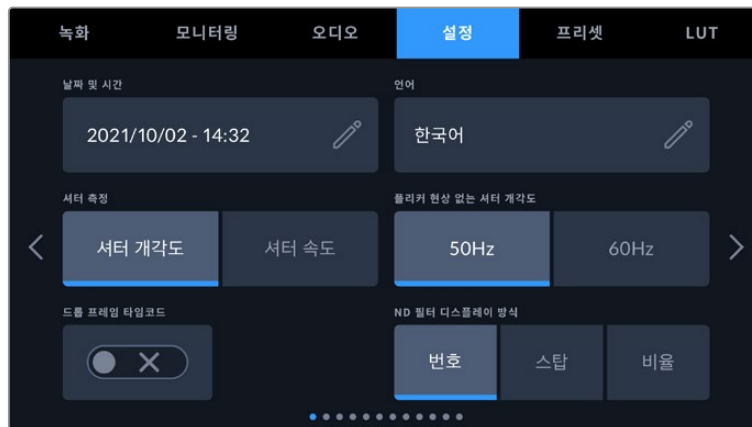 녹화 모니터링 오디오 설정 프리셋 LUT
날짜 및 시간 언어
2021/10/02 - 14:32 한국어
셔터 측정 플리커 현상 없는 셔터 개각도
셔터 개각도 셔터 속도 50Hz 60Hz
드롭 프레임 타임코드 ND 필터 디스플레이 방식
번호 스탑 비율